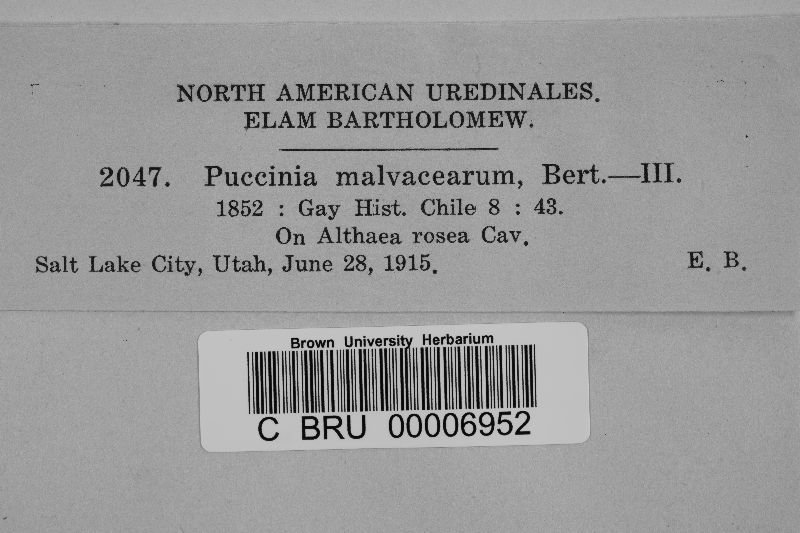 NORTH AMERICAN UREDINALES.
ELAM BARTHOLOMEW.
2047. Puccinia malvacearum, Bert.—III.
1852 : Gay Hist. Chile 8 : 43.
On Althaea rosea Cav.
Salt Lake City, Utah, June 28, 1915. E. B.
Brown University Herbarium
C BRU 00006952